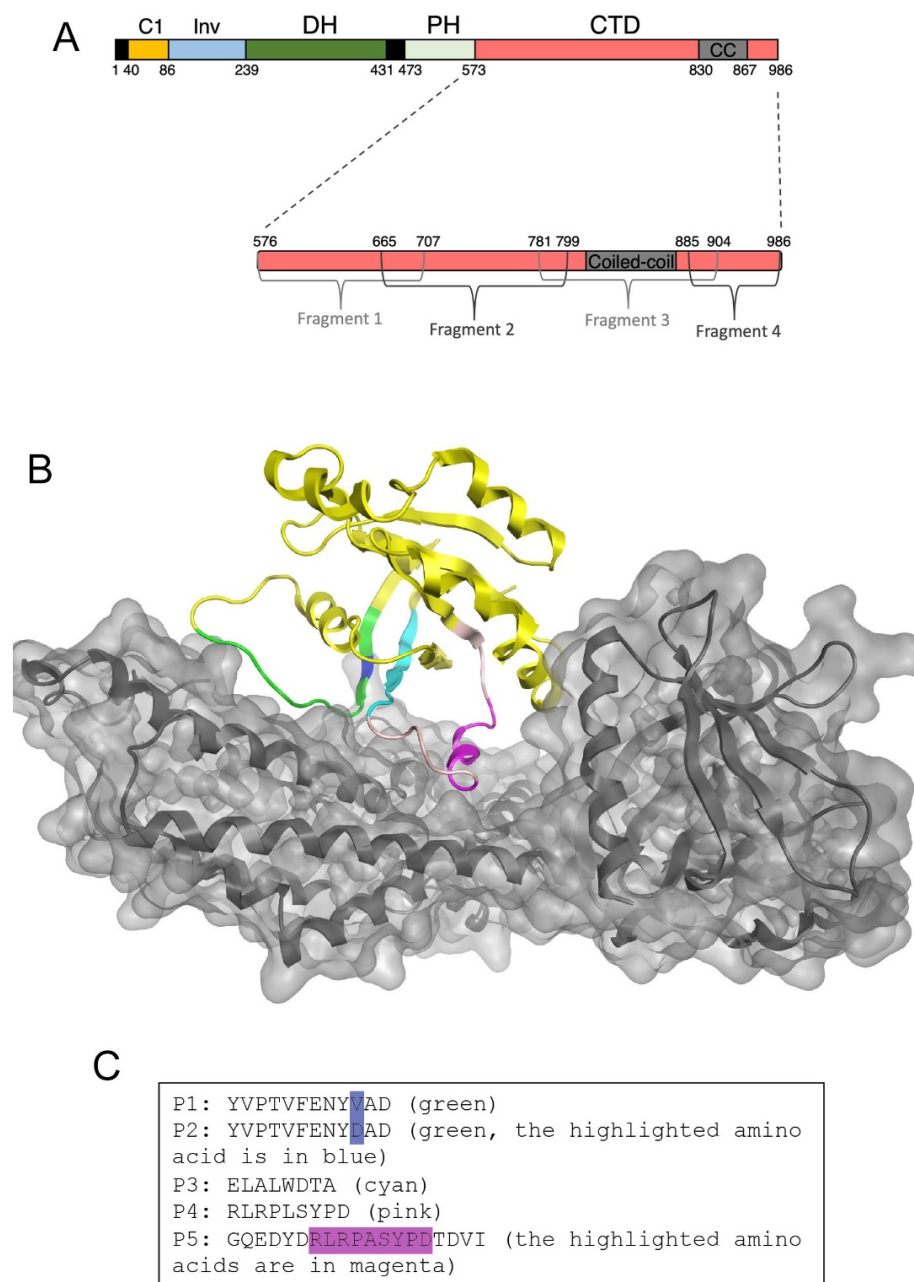 A
C1 Inv DH PH CTD
CC
1 40 86 239 431 473 573 830 867 986
576 665 707 781 799 885 904 986
Coiled-coil
Fragment 1 Fragment 2 Fragment 3 Fragment 4
B
C
P1: YVPTVFENYVAD (green)
P2: YVPTVFENYDAD (green, the highlighted amino
acid is in blue)
P3: ELALWDTA (cyan)
P4: RLRPLSYPD (pink)
P5: GQEDYDRLRPASYPDTDVI (the highlighted amino
acids are in magenta)